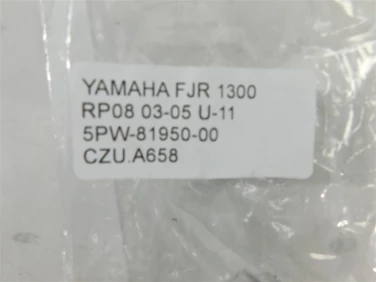 YAMAHA FJR 1300
RP08 03-05 U-11
5PW-81950-00
CZU.A658